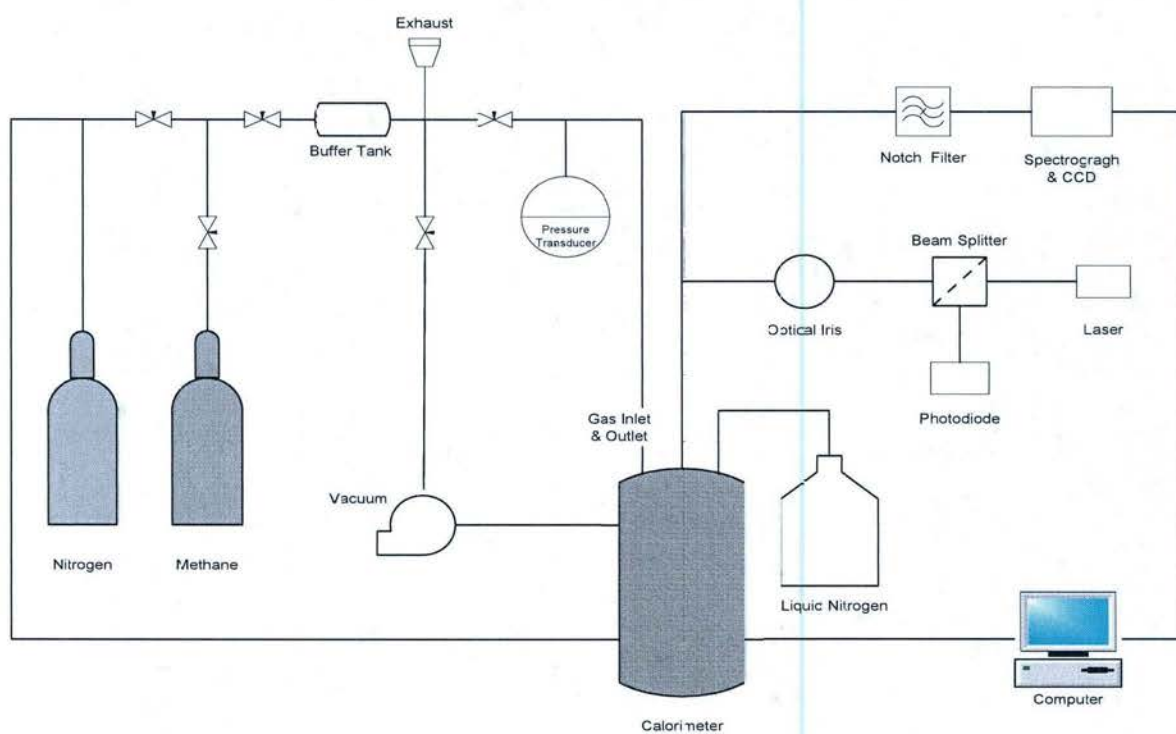 Exhaust
Buffer Tank
Notch Filter
Spectrogragh
& CCD
Pressure
Transducer
Beam Splitter
Optical Iris
Laser
Photodiode
Gas Inlet
& Outlet
Vacuum
Nitrogen
Methane
Liquic Nitrogen
Computer
Calorimeter